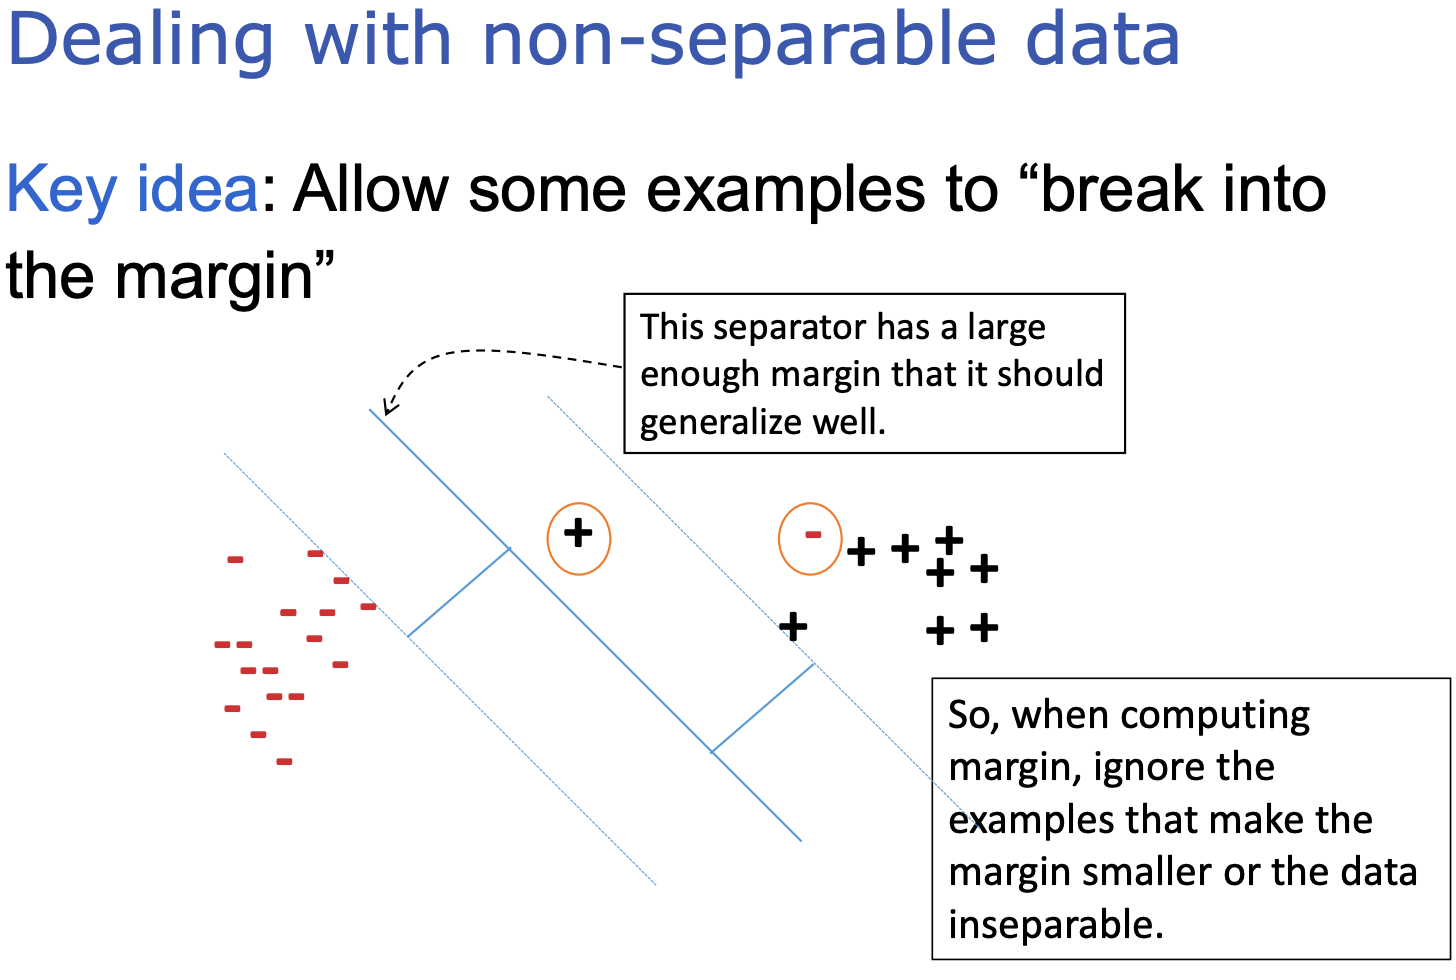 Dealing with non-separable data
Key idea: Allow some examples to “break into
the margin”
This separator has a large
enough margin that it should
generalize well.
So, when computing
margin, ignore the
examples that make the
margin smaller or the data
inseparable.